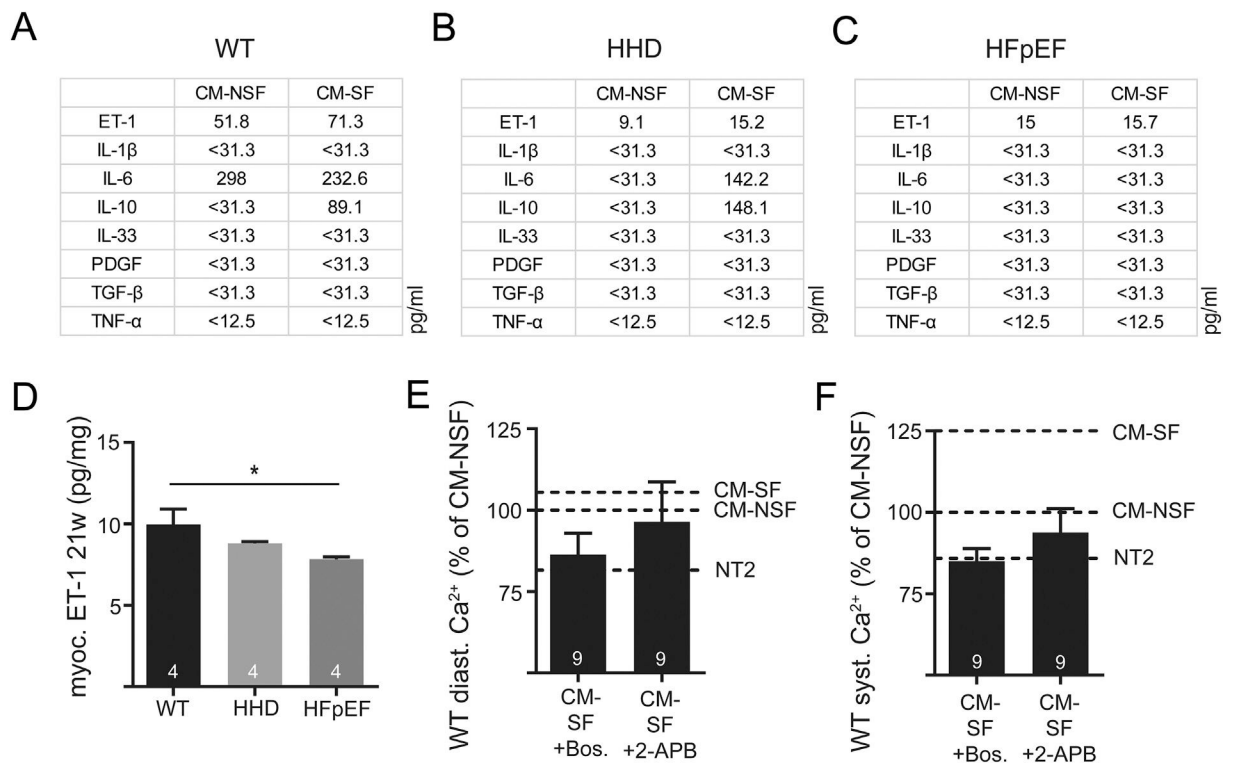 A
WT
CM-NSF CM-SF
ET-1 51.8 71.3
IL-1β <31.3 <31.3
IL-6 298 232.6
IL-10 <31.3 89.1
IL-33 <31.3 <31.3
PDGF <31.3 <31.3
TGF-β <31.3 <31.3
TNF-α <12.5 <12.5
pg/ml
B
HHD
CM-NSF CM-SF
ET-1 9.1 15.2
IL-1β <31.3 <31.3
IL-6 <31.3 142.2
IL-10 <31.3 148.1
IL-33 <31.3 <31.3
PDGF <31.3 <31.3
TGF-β <31.3 <31.3
TNF-α <12.5 <12.5
pg/ml
C
HFpEF
CM-NSF CM-SF
ET-1 15 15.7
IL-1β <31.3 <31.3
IL-6 <31.3 <31.3
IL-10 <31.3 <31.3
IL-33 <31.3 <31.3
PDGF <31.3 <31.3
TGF-β <31.3 <31.3
TNF-α <12.5 <12.5
pg/ml
D
myoc. ET-1 21w (pg/mg)
15
10
5
*
4 4 4
WT HHD HFpEF
E
WT diast. Ca²⁺ (% of CM-NSF)
125
100
75
CM-SF
CM-NSF
NT2
9 9
CM- CM-
SF SF
+Bos. +2-APB
F
WT syst. Ca²⁺ (% of CM-NSF)
125
100
75
CM-SF
CM-NSF
NT2
9 9
CM- CM-
SF SF
+Bos. +2-APB